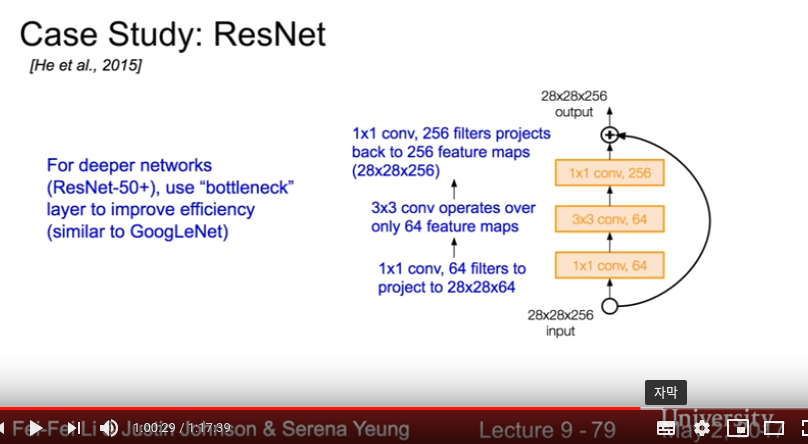 Case Study: ResNet
[He et al., 2015]
For deeper networks
(ResNet-50+), use “bottleneck”
layer to improve efficiency
(similar to GoogLeNet)
1x1 conv, 256 filters projects
back to 256 feature maps
(28x28x256)
3x3 conv operates over
only 64 feature maps
1x1 conv, 64 filters to
project to 28x28x64
28x28x256
output
1x1 conv, 256
3x3 conv, 64
1x1 conv, 64
28x28x256
input
자막
1:00:29 / 1:17:39
Fei-Fei Li & Justin Johnson & Serena Yeung
Lecture 9 - 79
University